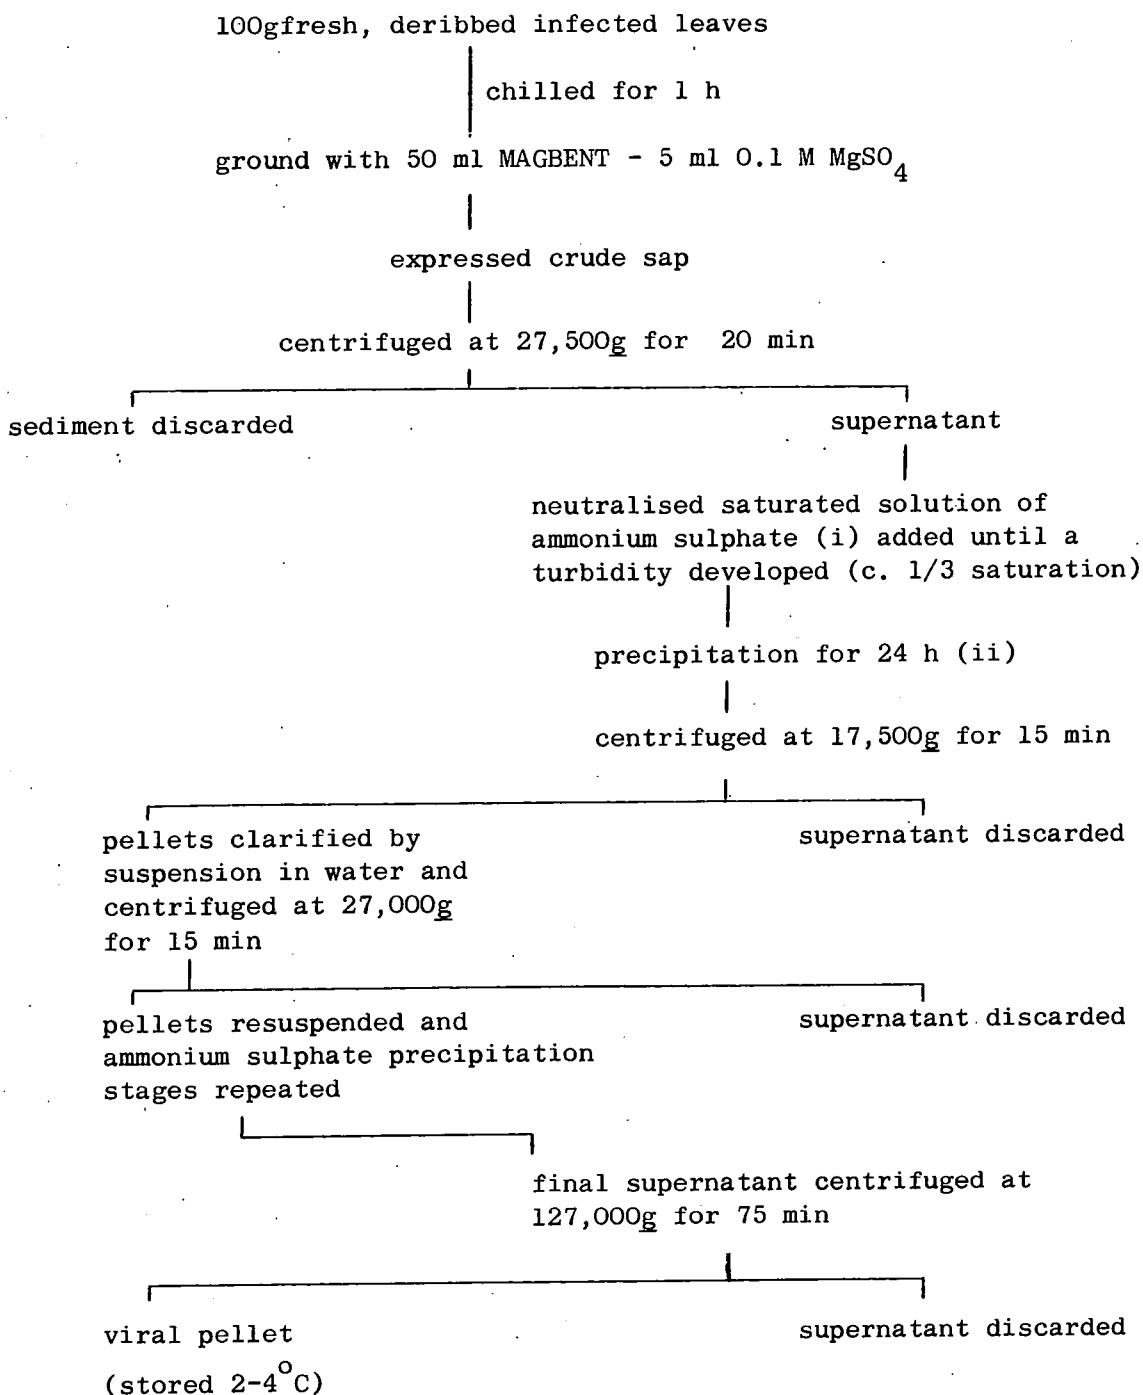 100gfresh, deribbed infected leaves
chilled for 1 h
ground with 50 ml MAGBENT - 5 ml 0.1 M MgSO4
expressed crude sap
centrifuged at 27,500g for 20 min
sediment discarded
supernatant
neutralised saturated solution of
ammonium sulphate (i) added until a
turbidity developed (c. 1/3 saturation)
precipitation for 24 h (ii)
centrifuged at 17,500g for 15 min
pellets clarified by
suspension in water and
centrifuged at 27,000g
for 15 min
supernatant discarded
pellets resuspended and
ammonium sulphate precipitation
stages repeated
supernatant discarded
final supernatant centrifuged at
127,000g for 75 min
viral pellet
(stored 2-4°C)
supernatant discarded